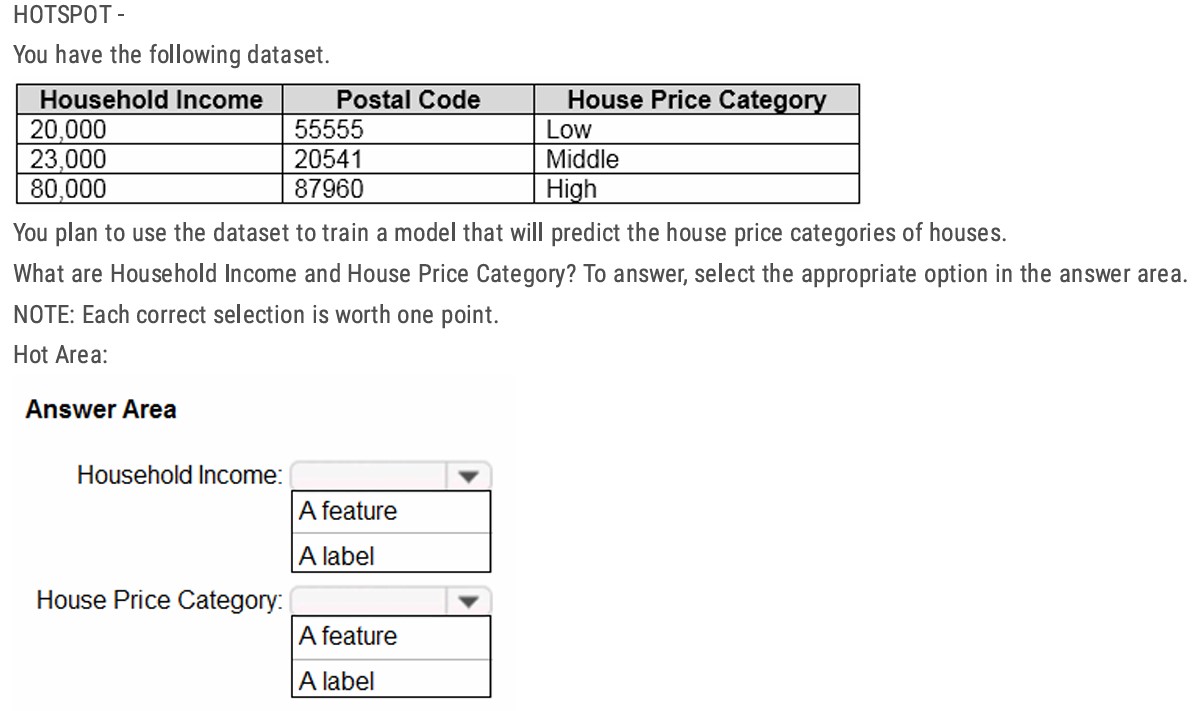 HOTSPOT -
You have the following dataset.
Household Income Postal Code House Price Category
20,000 55555 Low
23,000 20541 Middle
80,000 87960 High
You plan to use the dataset to train a model that will predict the house price categories of houses.
What are Household Income and House Price Category? To answer, select the appropriate option in the answer area.
NOTE: Each correct selection is worth one point.
Hot Area:
Answer Area
Household Income:
A feature
A label
House Price Category:
A feature
A label